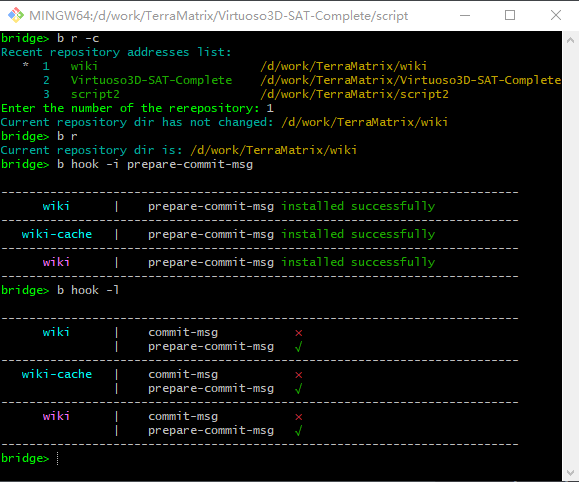 MINGW64:/d/work/TerraMatrix/Virtuoso3D-SAT-Complete/script
bridge> b r -c
Recent repository addresses list:
   *  1   wiki                       /d/work/TerraMatrix/wiki
      2   Virtuoso3D-SAT-Complete    /d/work/TerraMatrix/Virtuoso3D-SAT-Complete
      3   script2                    /d/work/TerraMatrix/script2
Enter the number of the rerepository: 1
Current repository dir has not changed: /d/work/TerraMatrix/wiki
bridge> b r
Current repository dir is: /d/work/TerraMatrix/wiki
bridge> b hook -i prepare-commit-msg
--------------------------------------------------------------------------
      wiki      |    prepare-commit-msg installed successfully
--------------------------------------------------------------------------
   wiki-cache   |    prepare-commit-msg installed successfully
--------------------------------------------------------------------------
      wiki      |    prepare-commit-msg installed successfully
--------------------------------------------------------------------------
bridge> b hook -l
--------------------------------------------------------------------------
      wiki      |    commit-msg           ×
                |    prepare-commit-msg   √
--------------------------------------------------------------------------
   wiki-cache   |    commit-msg           ×
                |    prepare-commit-msg   √
--------------------------------------------------------------------------
      wiki      |    commit-msg           ×
                |    prepare-commit-msg   √
--------------------------------------------------------------------------
bridge>